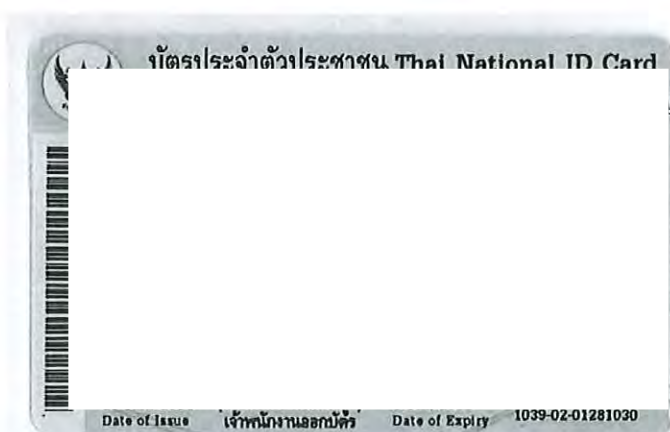 บัตรประจำตัวประชาชน Thai National ID Card
Date of Issue เจ้าพนักงานออกบัตร Date of Expiry 1039-02-01281030